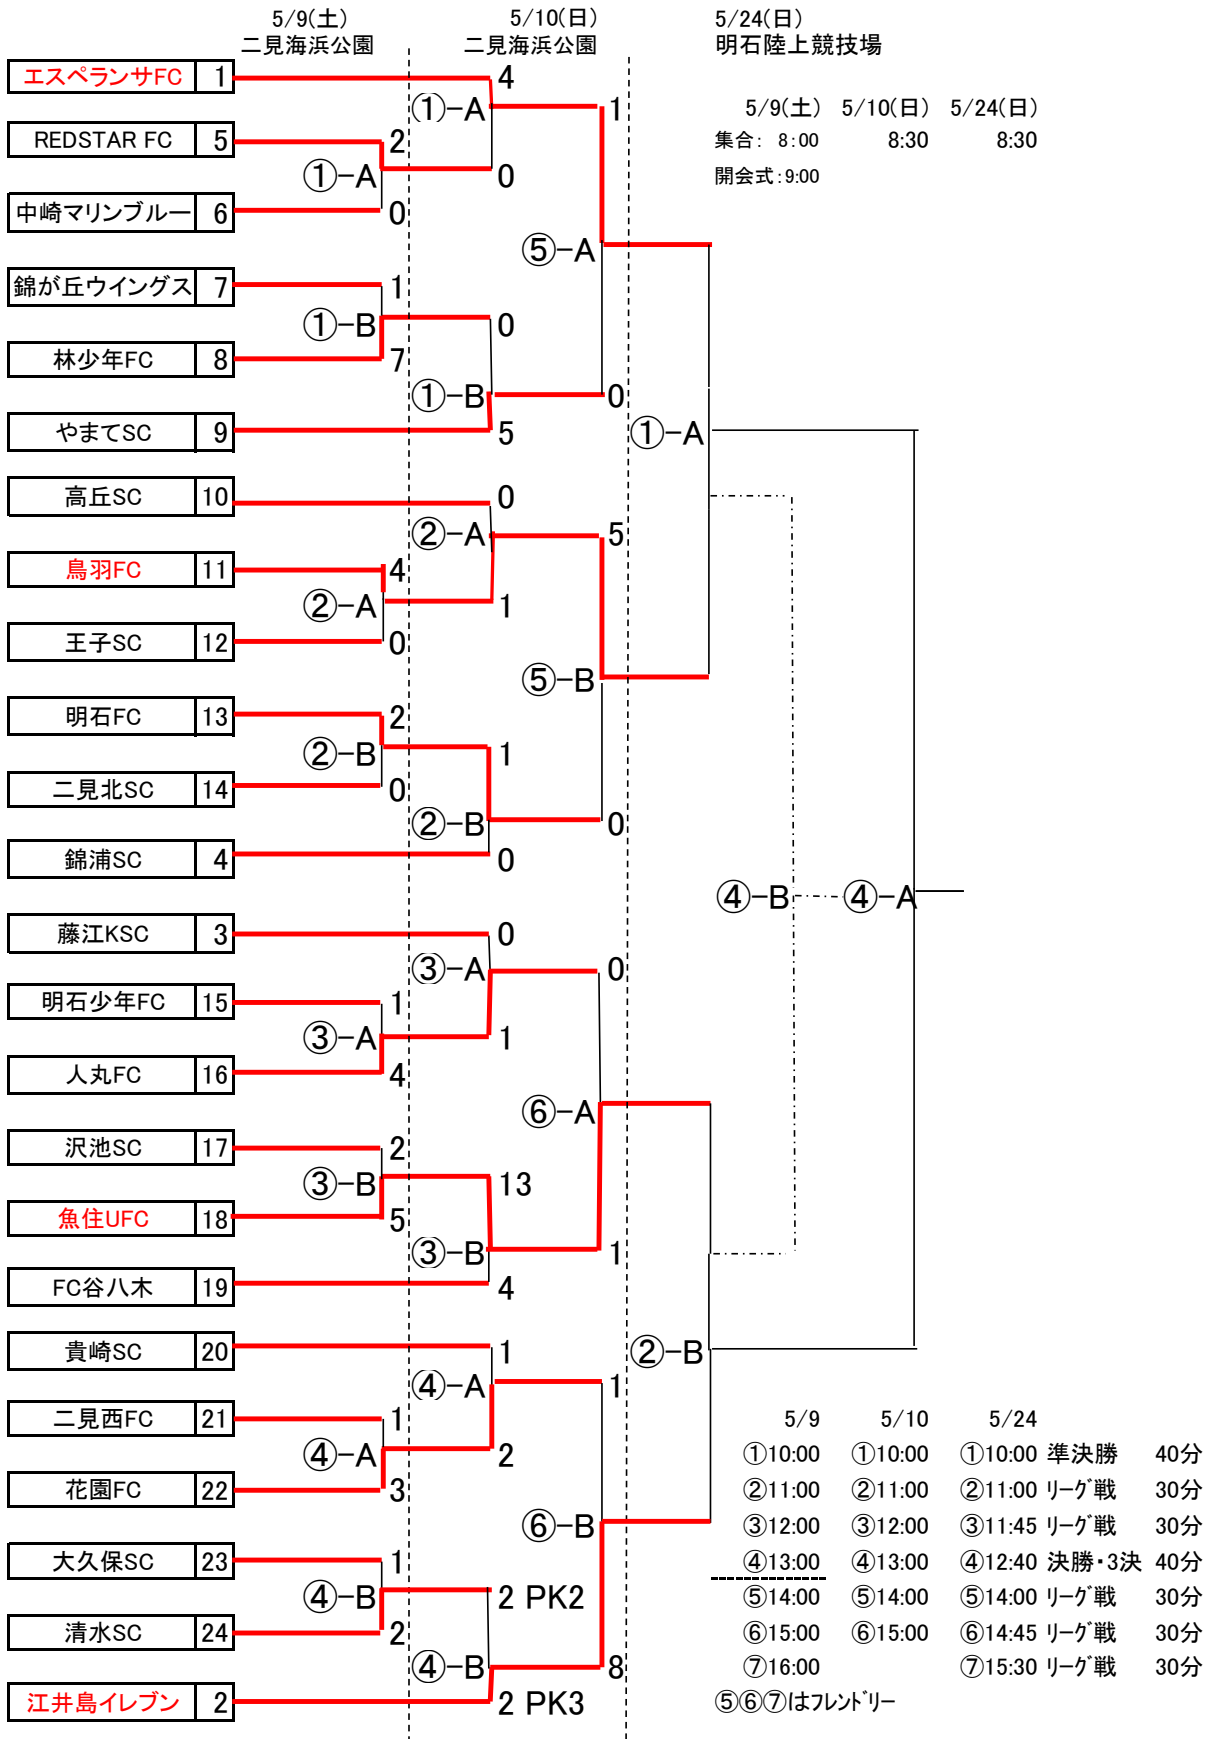 5/9(土)
二見海浜公園
5/10(日)
二見海浜公園
5/24(日)
明石陸上競技場
5/9(土) 5/10(日) 5/24(日)
集合: 8:00 8:30 8:30
開会式:9:00
エスペランサFC 1
4
①-A
1
REDSTAR FC 5
2
①-A
0
中崎マリンブルー 6
0
⑤-A
錦が丘ウイングス 7
1
①-B
0
林少年FC 8
7
①-B
0
やまてSC 9
5
①-A
高丘SC 10
0
②-A
5
鳥羽FC 11
4
②-A
1
王子SC 12
0
⑤-B
明石FC 13
2
②-B
1
二見北SC 14
0
②-B
0
錦浦SC 4
0
④-B
④-A
藤江KSC 3
0
③-A
0
明石少年FC 15
1
③-A
1
人丸FC 16
4
⑥-A
沢池SC 17
2
③-B
13
魚住UFC 18
5
③-B
1
FC谷八木 19
4
貴崎SC 20
1
②-B
④-A
1
二見西FC 21
1
④-A
2
花園FC 22
3
⑥-B
大久保SC 23
1
④-B
2 PK2
清水SC 24
2
④-B
8
江井島イレブン 2
2 PK3
5/9 5/10 5/24
①10:00 ①10:00 ①10:00 準決勝 40分
②11:00 ②11:00 ②11:00 リーグ戦 30分
③12:00 ③12:00 ③11:45 リーグ戦 30分
④13:00 ④13:00 ④12:40 決勝・3決 40分
⑤14:00 ⑤14:00 ⑤14:00 リーグ戦 30分
⑥15:00 ⑥15:00 ⑥14:45 リーグ戦 30分
⑦16:00 ⑦15:30 リーグ戦 30分
⑤⑥⑦はフレンドリー